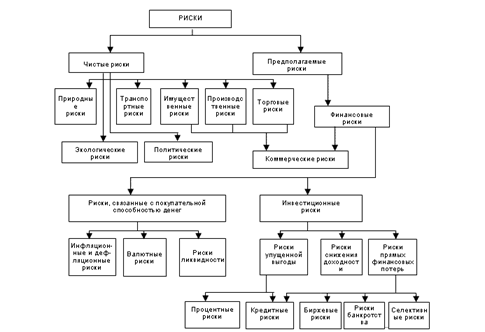 РИСКИ
Чистые риски
Предполагаемые
риски
Природны
е
риски
Транспо
ртные
риски
Имущест
венные
риски
Производс
твенные
риски
Торговые
риски
Финансовые
риски
Экологические
риски
Политические
риски
Коммерческие риски
Риски, связанные с покупательной
способностью денег
Инвестиционные
риски
Инфляцион-
ные и деф-
ляционные
риски
Валютные
риски
Риски
ликвидности
Риски
упущенной
выгоды
Риски
снижения
доходност
и
Риски
прямых
финансовых
потерь
Процентные
риски
Кредитные
риски
Биржевые
риски
Риски
банкротст
ва
Селективн
ые риски